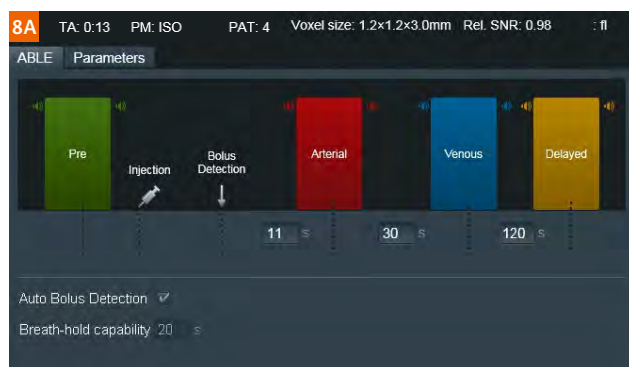 8A TA: 0:13 PM: ISO PAT: 4 Voxel size: 1.2×1.2×3.0mm Rel. SNR: 0.98 : fl
ABLE Parameters
Pre Injection Bolus Detection Arterial Venous Delayed
11 s 30 s 120 s
Auto Bolus Detection
Breath-hold capability 20 s